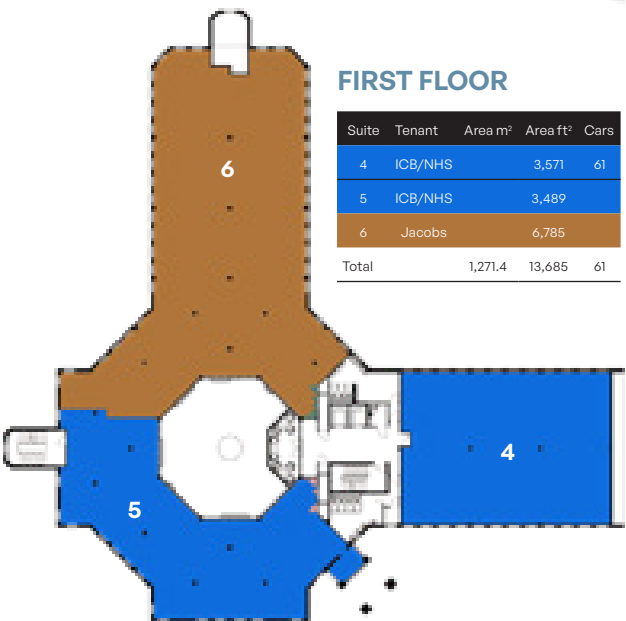 FIRST FLOOR
Suite Tenant Area m² Area ft² Cars
4 ICB/NHS 3,571 61
5 ICB/NHS 3,489
6 Jacobs 6,785
Total 1,271.4 13,685 61
6
4
5